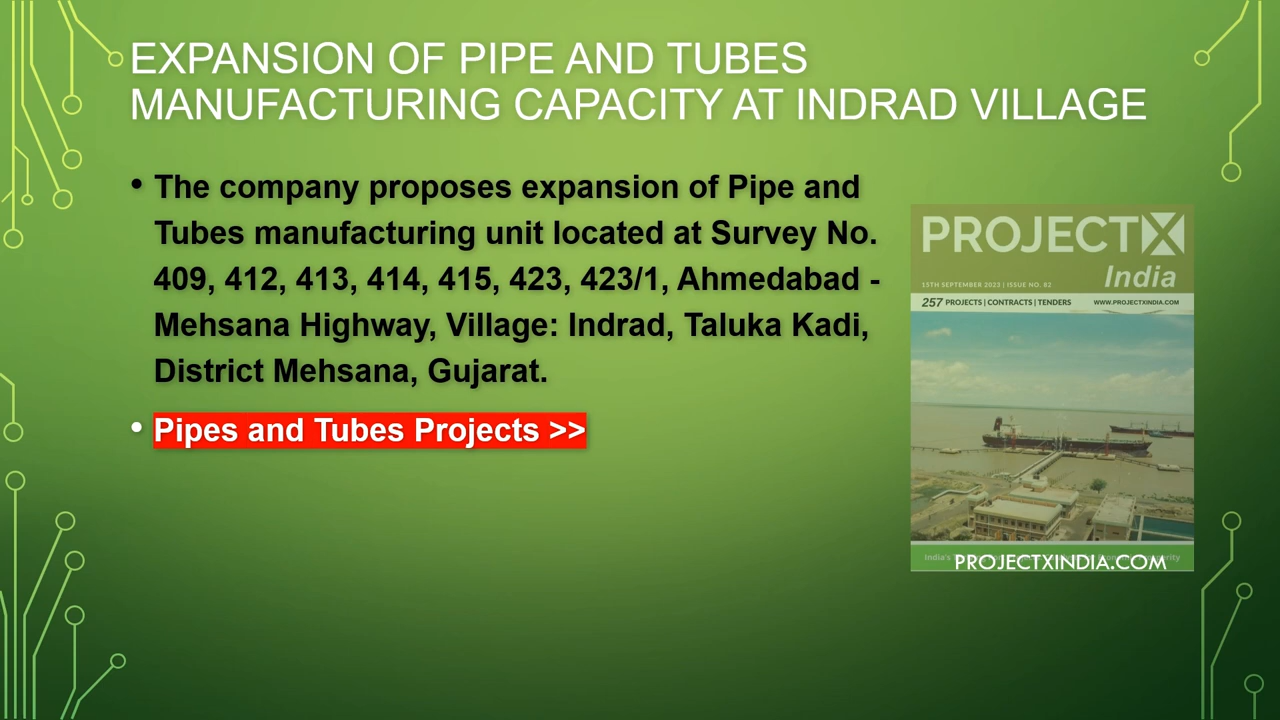 EXPANSION OF PIPE AND TUBES
MANUFACTURING CAPACITY AT INDRAD VILLAGE
• The company proposes expansion of Pipe and
Tubes manufacturing unit located at Survey No.
409, 412, 413, 414, 415, 423, 423/1, Ahmedabad -
Mehsana Highway, Village: Indrad, Taluka Kadi,
District Mehsana, Gujarat.
• Pipes and Tubes Projects >>
PROJECTX
India
15TH SEPTEMBER 2023 | ISSUE NO. 82
257 PROJECTS | CONTRACTS | TENDERS WWW.PROJECTXINDIA.COM
India's
PROJECTXINDIA.COM